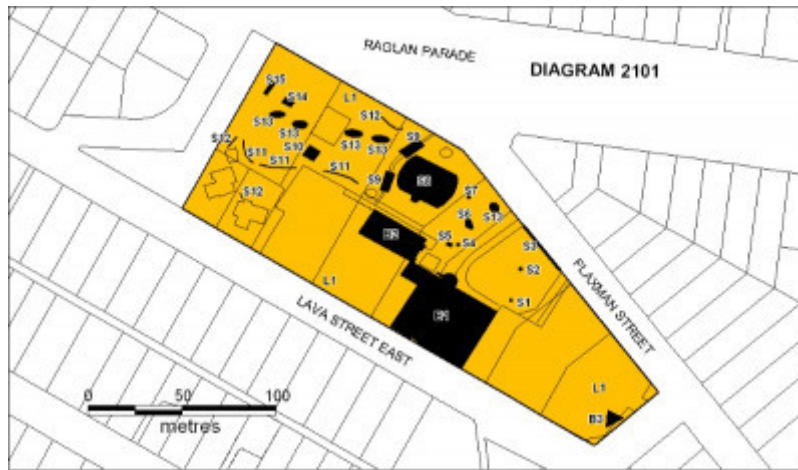 RAGLAN PARADE
DIAGRAM 2101
S15
S14
L1
S12
S13
S13
S10
S13
S13
S9
S12
S11
S11
S11
S9
S8
S7
S12
S6
S13
B2
S5
S4
S3
S2
L1
S1
FLAXMAN STREET
LAVA STREET EAST
B1
0 50 100
metres
L1
B3